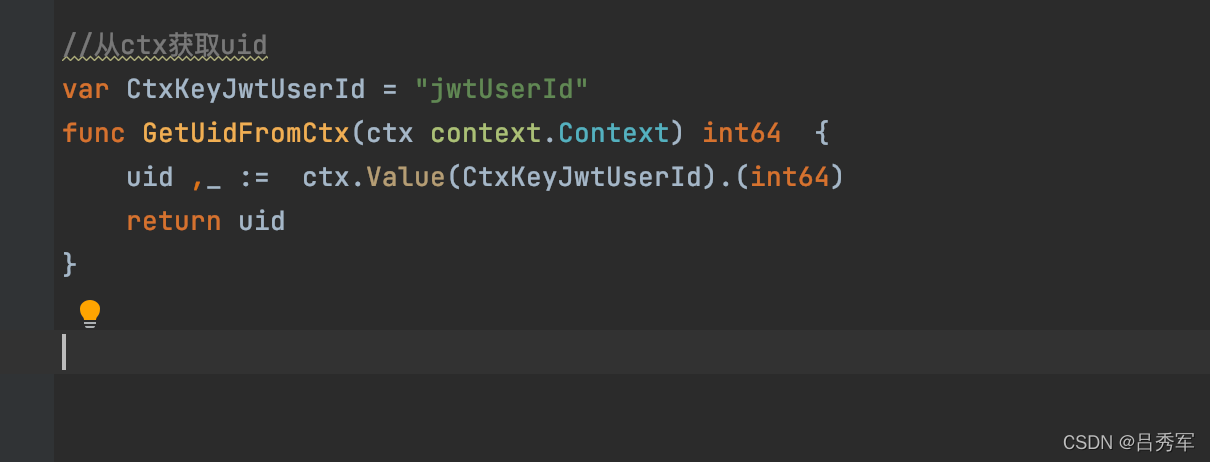 //从ctx获取uid
var CtxKeyJwtUserId = "jwtUserId"
func GetUidFromCtx(ctx context.Context) int64  {
    uid ,_ :=  ctx.Value(CtxKeyJwtUserId).(int64)
    return uid
}
CSDN @吕秀军